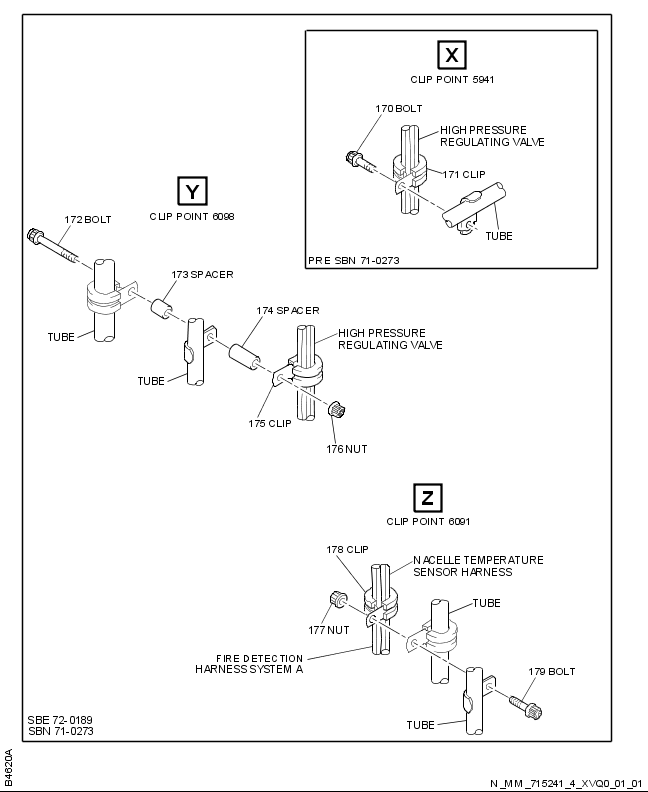 X
CLIP POINT 5941
170 BOLT
HIGH PRESSURE
REGULATING VALVE
171 CLIP
TUBE
PRE SBN 71-0273
Y
CLIP POINT 6098
172 BOLT
173 SPACER
174 SPACER
TUBE
HIGH PRESSURE
REGULATING VALVE
TUBE
175 CLIP
176 NUT
Z
CLIP POINT 6091
178 CLIP
NACELLE TEMPERATURE
SENSOR HARNESS
TUBE
177 NUT
FIRE DETECTION
HARNESS SYSTEM A
179 BOLT
TUBE
SBE 72-0189
SBN 71-0273
B4620A
N_MM_715241_4_XVQ0_01_01